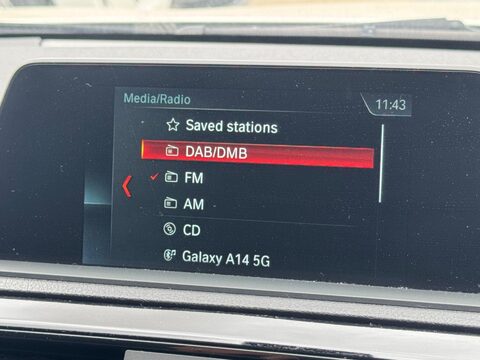 Media/Radio
11:43
Saved stations
DAB/DMB
FM
AM
CD
Galaxy A14 5G